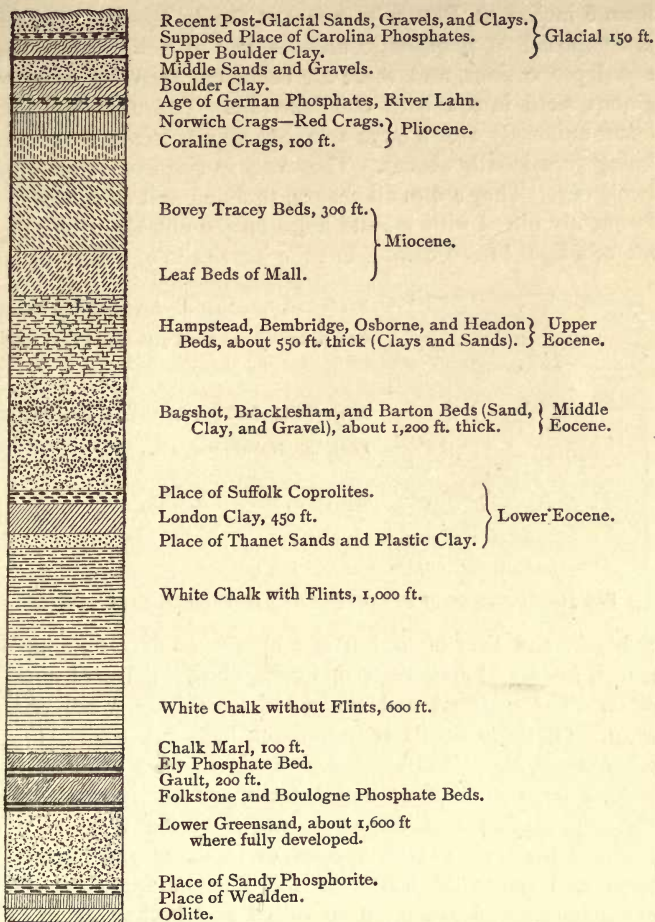 Recent Post-Glacial Sands, Gravels, and Clays.
Supposed Place of Carolina Phosphates. Glacial 150 ft.
Upper Boulder Clay.
Middle Sands and Gravels.
Boulder Clay.
Age of German Phosphates, River Lahn.
Norwich Crags—Red Crags.
Pliocene.
Coraline Crags, 100 ft.
Bovey Tracey Beds, 300 ft.
Miocene.
Leaf Beds of Mall.
Hampstead, Bembridge, Osborne, and Headon Upper
Beds, about 550 ft. thick (Clays and Sands). Eocene.
Bagshot, Bracklesham, and Barton Beds (Sand, Middle
Clay, and Gravel), about 1,200 ft. thick. Eocene.
Place of Suffolk Coprolites.
London Clay, 450 ft. Lower Eocene.
Place of Thanet Sands and Plastic Clay.
White Chalk with Flints, 1,000 ft.
White Chalk without Flints, 600 ft.
Chalk Marl, 100 ft.
Ely Phosphate Bed.
Gault, 200 ft.
Folkstone and Boulogne Phosphate Beds.
Lower Greensand, about 1,600 ft
where fully developed.
Place of Sandy Phosphorite.
Place of Wealden.
Oolite.